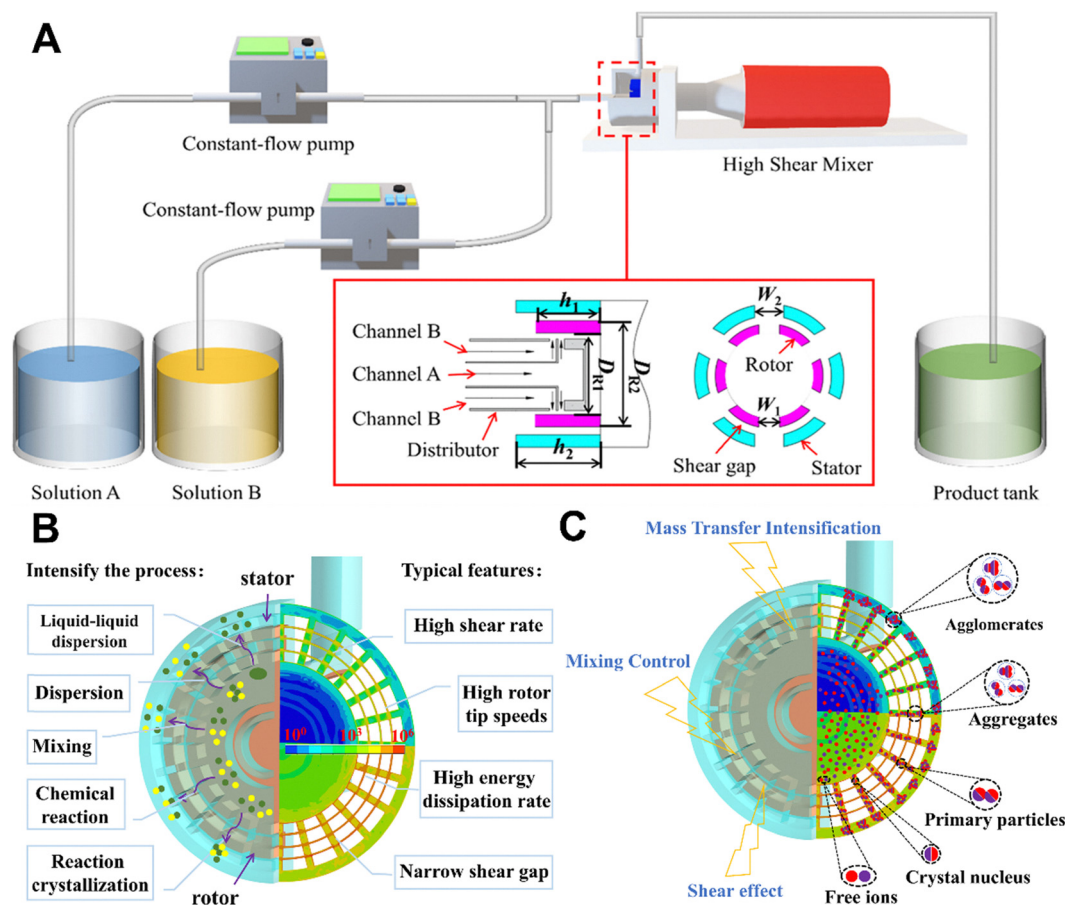 A
Constant-flow pump
High Shear Mixer
Constant-flow pump
h1
W2
Channel B
Channel A
Channel B
Distributor
DR1
DR2
h2
Rotor
W1
Shear gap
Stator
Solution A
Solution B
Product tank
B
Intensify the process:
stator
Typical features:
Liquid-liquid
dispersion
High shear rate
Dispersion
High rotor
tip speeds
Mixing
10⁰
10³
10⁶
Chemical
reaction
High energy
dissipation rate
Reaction
crystallization
Narrow shear gap
rotor
C
Mass Transfer Intensification
Agglomerates
Mixing Control
Aggregates
Primary particles
Crystal nucleus
Shear effect
Free ions